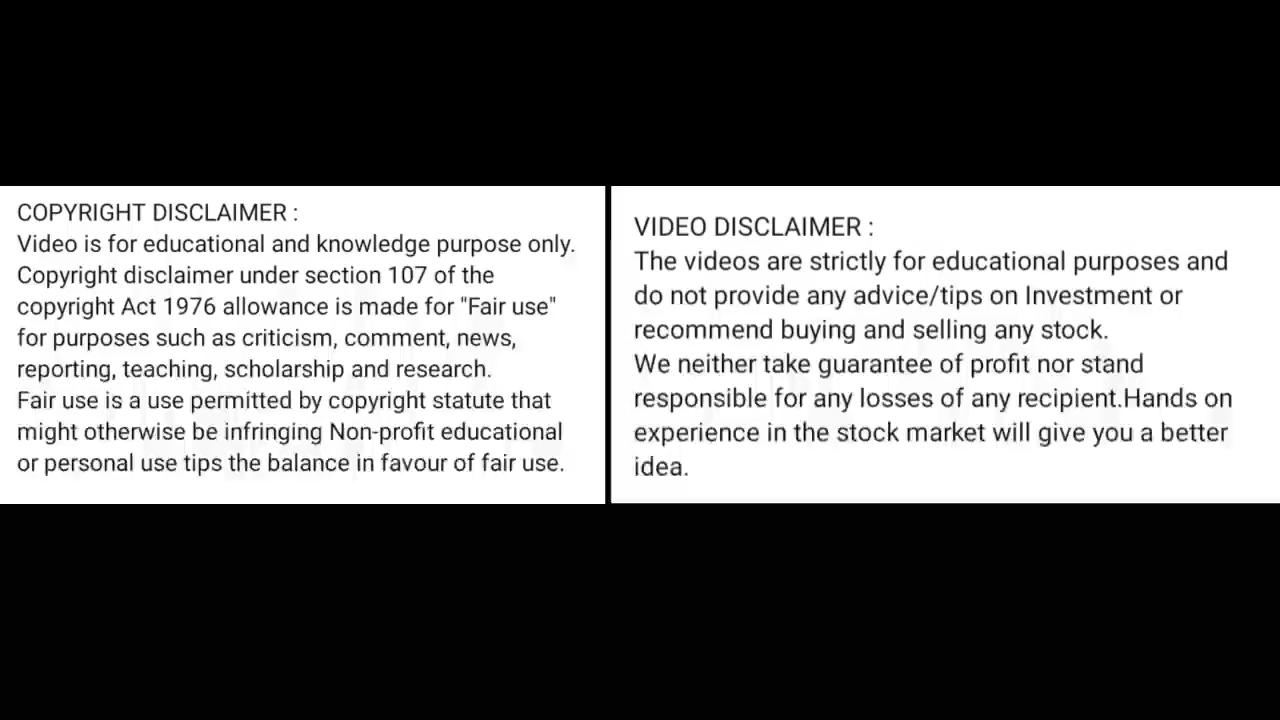 COPYRIGHT DISCLAIMER :
Video is for educational and knowledge purpose only.
Copyright disclaimer under section 107 of the
copyright Act 1976 allowance is made for "Fair use"
for purposes such as criticism, comment, news,
reporting, teaching, scholarship and research.
Fair use is a use permitted by copyright statute that
might otherwise be infringing Non-profit educational
or personal use tips the balance in favour of fair use.
VIDEO DISCLAIMER :
The videos are strictly for educational purposes and
do not provide any advice/tips on Investment or
recommend buying and selling any stock.
We neither take guarantee of profit nor stand
responsible for any losses of any recipient.Hands on
experience in the stock market will give you a better
idea.